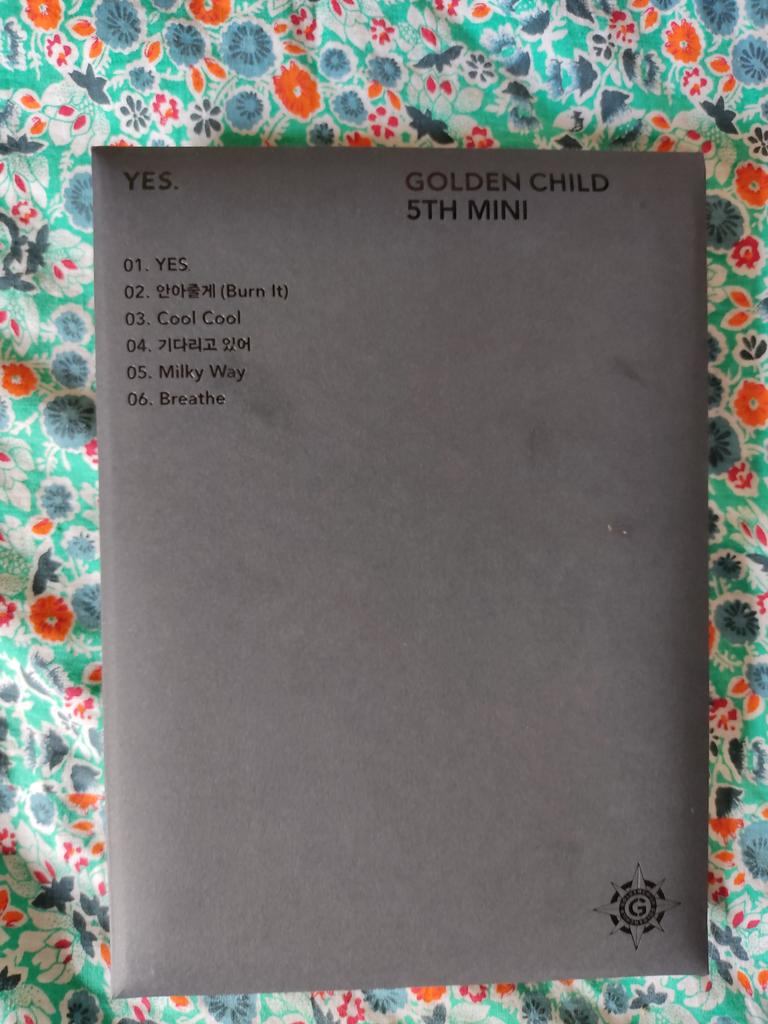 YES.
GOLDEN CHILD
5TH MINI
01. YES.
02. 안아줄게 (Burn It)
03. Cool Cool
04. 기다리고 있어
05. Milky Way
06. Breathe
G